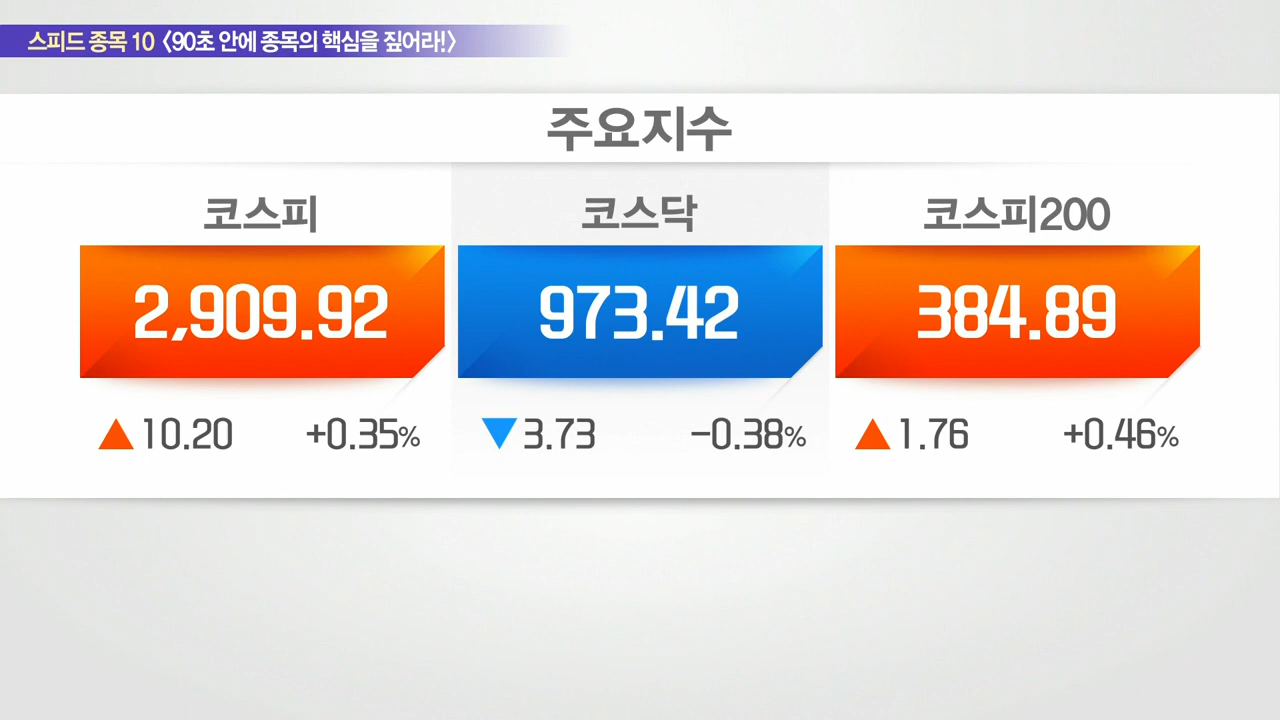 스피드 종목 10 〈90초 안에 종목의 핵심을 짚어라!〉
주요지수
코스피 코스닥 코스피200
2,909.92 973.42 384.89
▲10.20 +0.35% ▼3.73 -0.38% ▲1.76 +0.46%